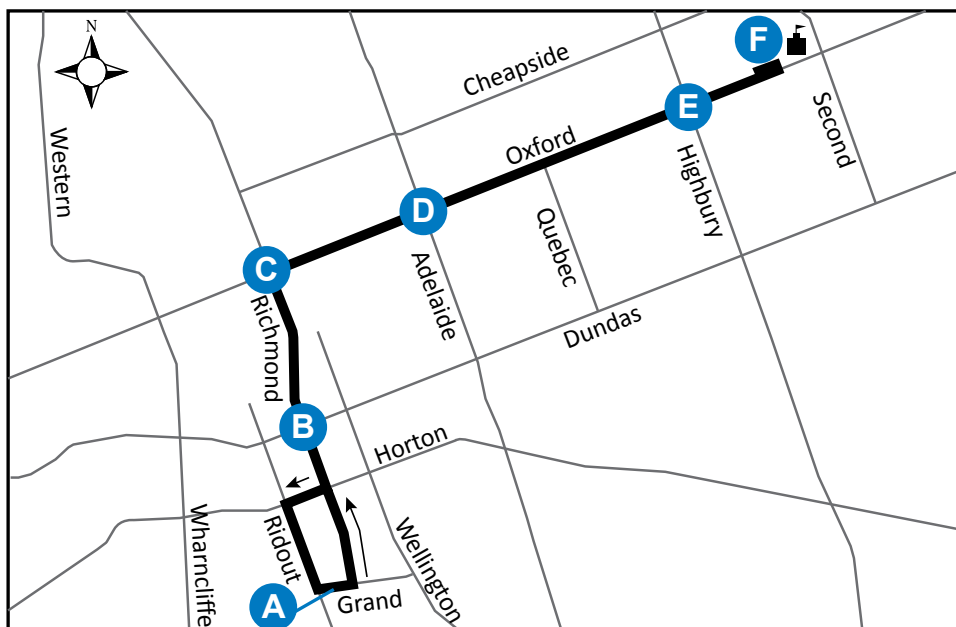 N
F
Cheapside
E
Second
Western
Oxford
Highbury
D
Quebec
C
Adelaide
Richmond
Dundas
B
Horton
Wharncliffe
Ridout
Wellington
A
Grand